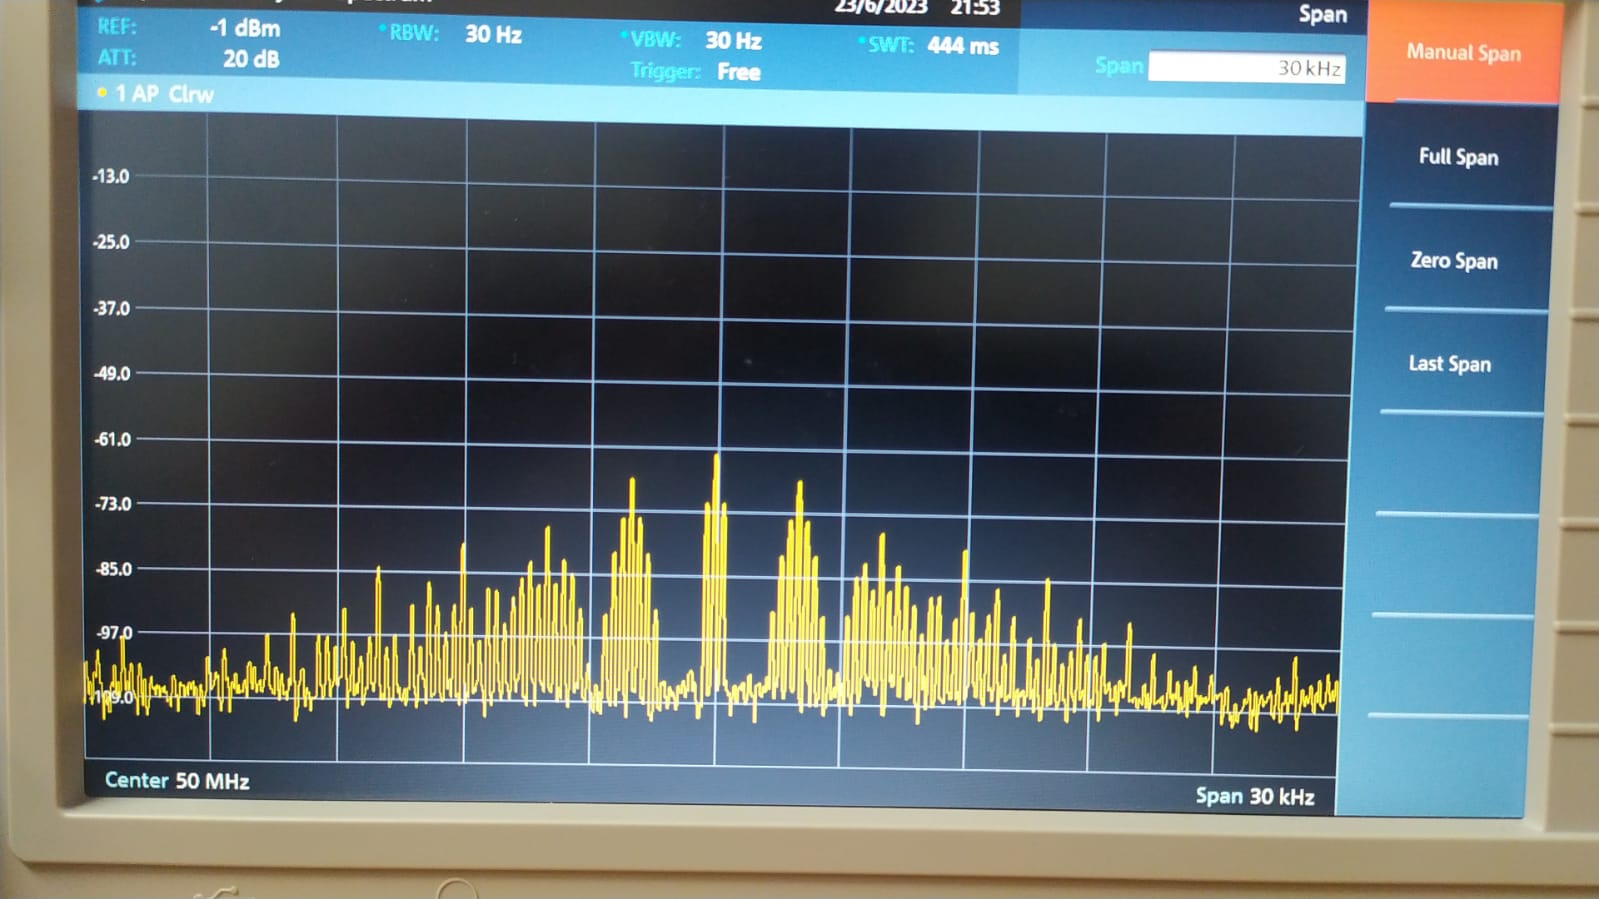 23/6/2023 21:53
Span
REF: -1 dBm RBW: 30 Hz VBW: 30 Hz SWT: 444 ms
ATT: 20 dB Trigger: Free
Span 30 kHz
1 AP Clrw
Manual Span
Full Span
Zero Span
Last Span
-13.0
-25.0
-37.0
-49.0
-61.0
-73.0
-85.0
-97.0
-109.0
Center 50 MHz Span 30 kHz